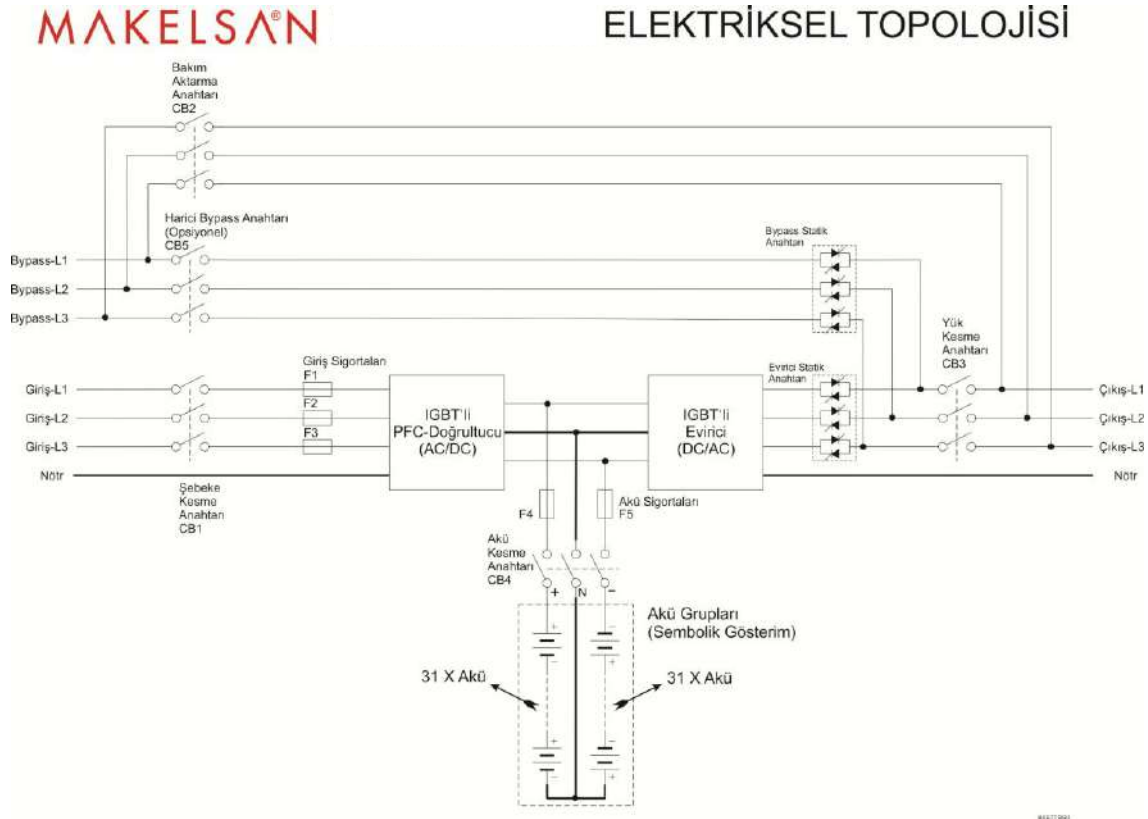 MAKELSAN®
ELEKTRİKSEL TOPOLOJİSİ
Bakım
Aktarma
Anahtarı
CB2
Harici Bypass Anahtarı
(Opsiyonel)
CB5
Bypass Statik
Anahtarı
Bypass-L1
Bypass-L2
Bypass-L3
Yük
Kesme
Anahtarı
CB3
Giriş Sigortaları
F1
F2
F3
Evirici Statik
Anahtarı
Giriş-L1
Giriş-L2
Giriş-L3
Nötr
IGBT'li
PFC-Doğrultucu
(AC/DC)
IGBT'li
Evirici
(DC/AC)
Çıkış-L1
Çıkış-L2
Çıkış-L3
Nötr
Şebeke
Kesme
Anahtarı
CB1
F4
Akü Sigortaları
F5
Akü
Kesme
Anahtarı
CB4
+
N
-
Akü Grupları
(Sembolik Gösterim)
+
-
-
+
31 X Akü
31 X Akü
+
-
-
+